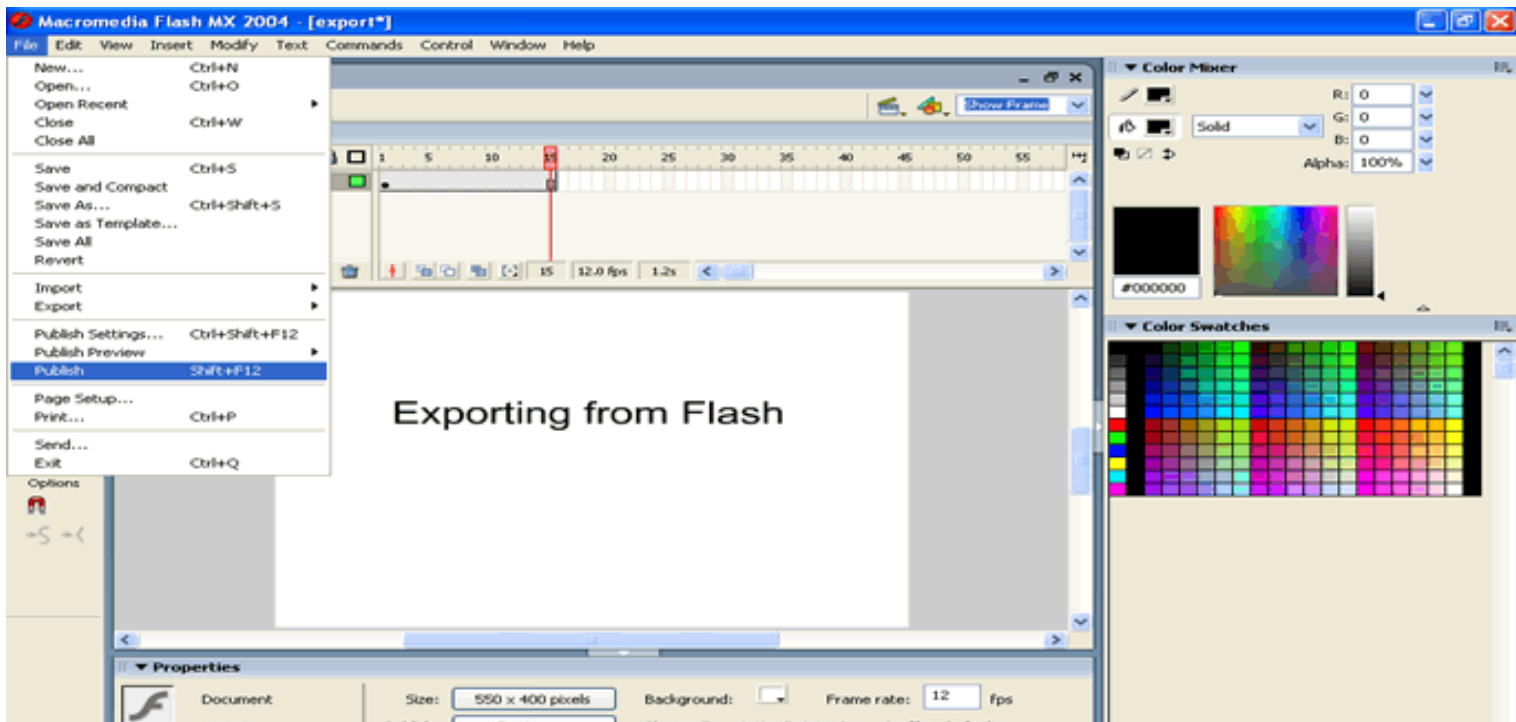 Macromedia Flash MX 2004 - [export*]
File Edit View Insert Modify Text Commands Control Window Help
New... Ctrl+N
Open... Ctrl+O
Open Recent
Close Ctrl+W
Close All
Save Ctrl+S
Save and Compact
Save As... Ctrl+Shift+S
Save as Template...
Save All
Revert
Import
Export
Publish Settings... Ctrl+Shift+F12
Publish Preview
Publish Shift+F12
Page Setup...
Print... Ctrl+P
Send...
Exit Ctrl+Q
Options
Show Frame
1 5 10 15 20 25 30 35 40 45 50 55
15 12.0 fps 1.2s
Exporting from Flash
Properties
Document Size: 550 x 400 pixels Background: Frame rate: 12 fps
Color Mixer
R: 0
Solid G: 0
B: 0
Alpha: 100%
#000000
Color Swatches